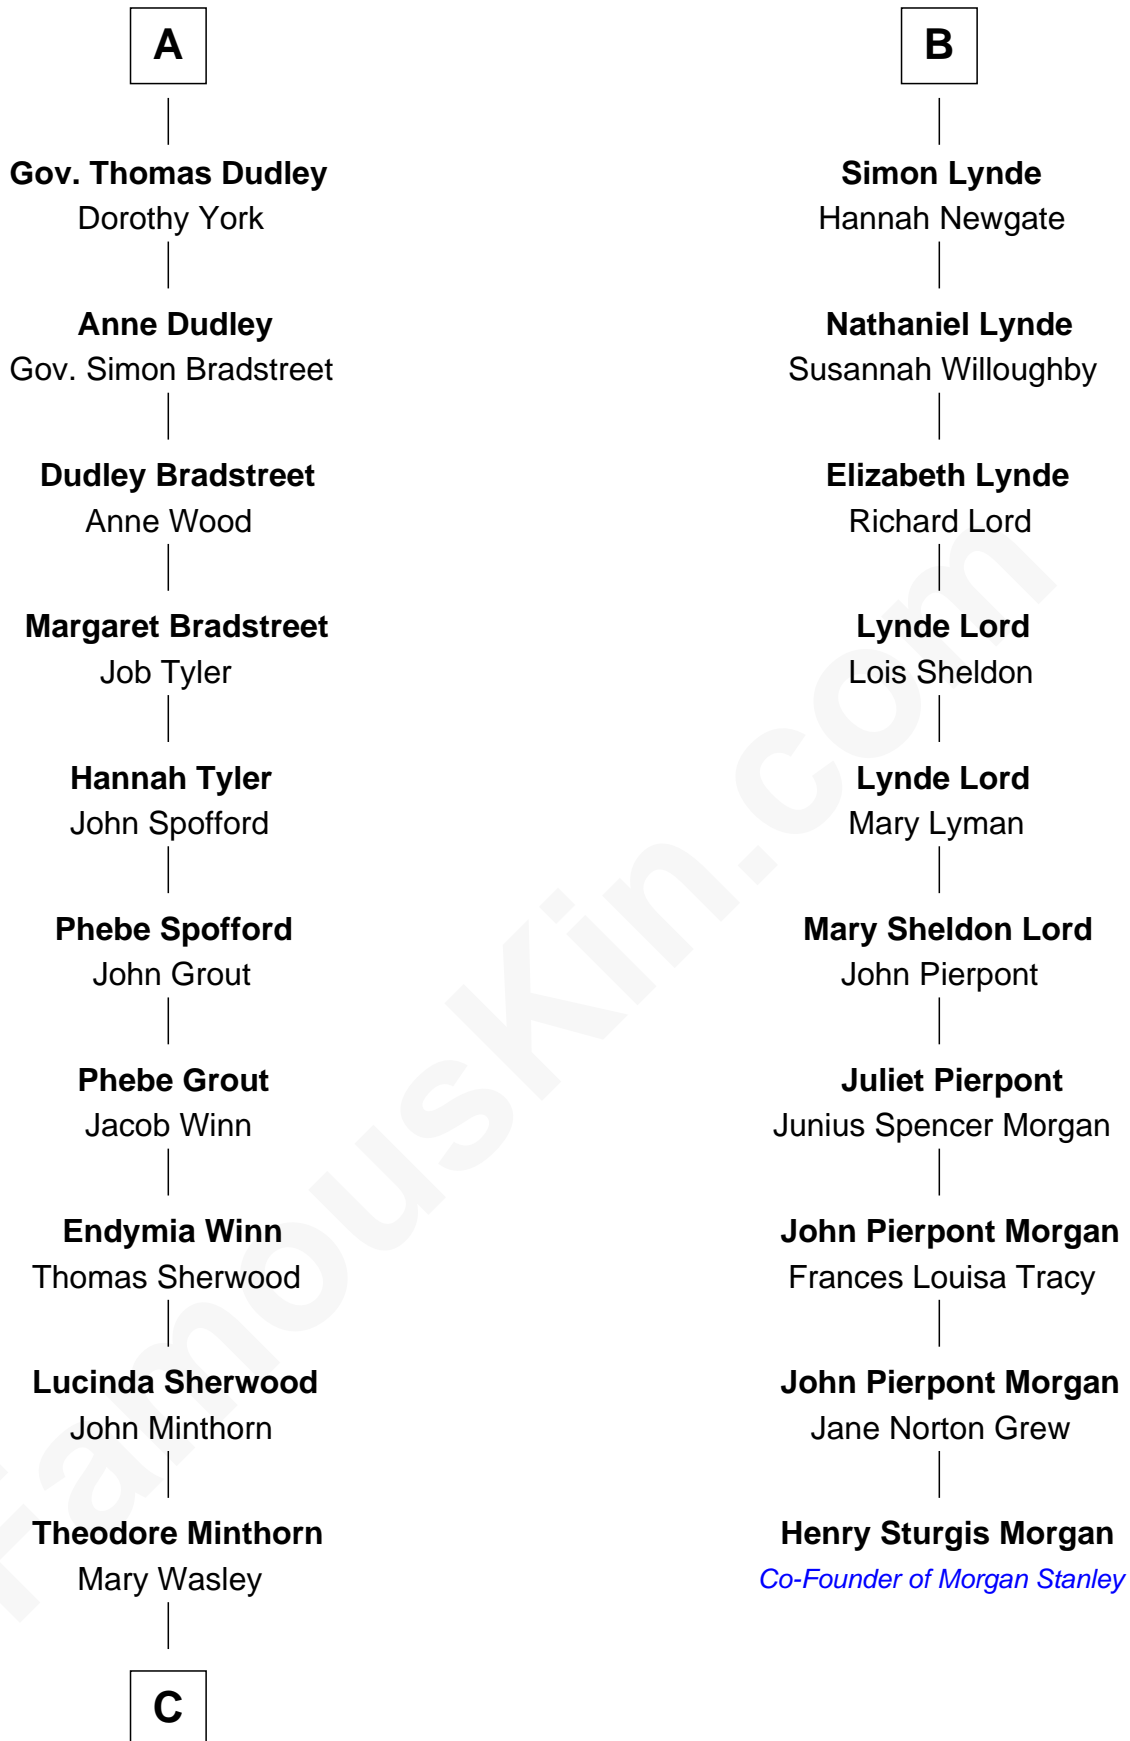 A
Gov. Thomas Dudley
Dorothy York
Anne Dudley
Gov. Simon Bradstreet
Dudley Bradstreet
Anne Wood
Margaret Bradstreet
Job Tyler
Hannah Tyler
John Spofford
Phebe Spofford
John Grout
Phebe Grout
Jacob Winn
Endymia Winn
Thomas Sherwood
Lucinda Sherwood
John Minthorn
Theodore Minthorn
Mary Wasley
C
B
Simon Lynde
Hannah Newgate
Nathaniel Lynde
Susannah Willoughby
Elizabeth Lynde
Richard Lord
Lynde Lord
Lois Sheldon
Lynde Lord
Mary Lyman
Mary Sheldon Lord
John Pierpont
Juliet Pierpont
Junius Spencer Morgan
John Pierpont Morgan
Frances Louisa Tracy
John Pierpont Morgan
Jane Norton Grew
Henry Sturgis Morgan
Co-Founder of Morgan Stanley
FamousKin.com